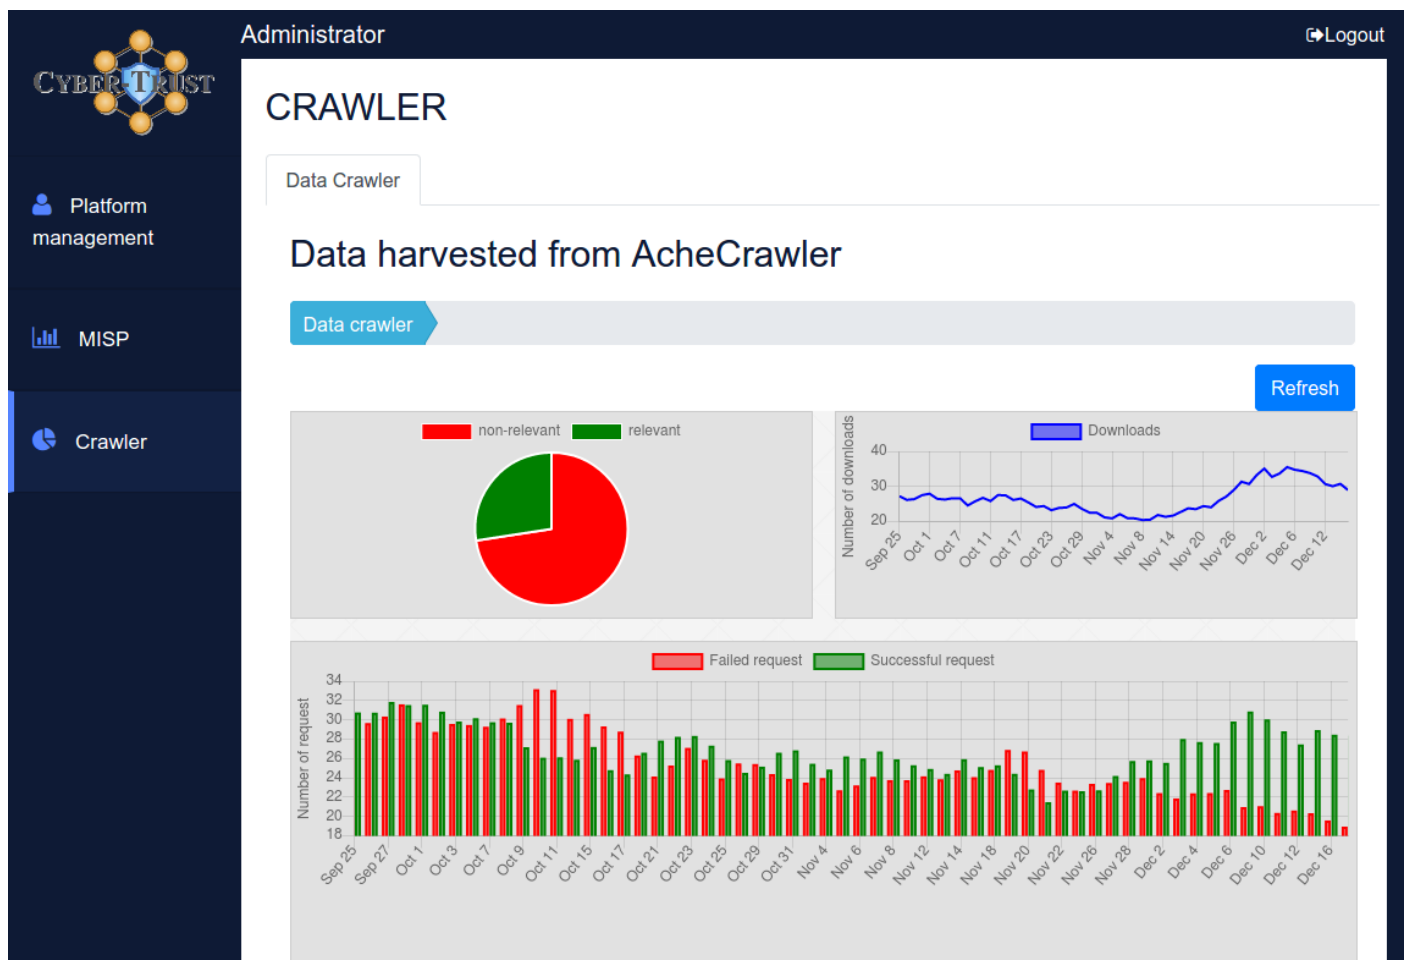 Administrator
Logout
CYBER-TRUST
CRAWLER
Platform
management
MISP
Crawler
Data Crawler
Data harvested from AcheCrawler
Data crawler
Refresh
non-relevant relevant
Downloads
Number of downloads
40
30
20
Sep 25 Oct 1 Oct 7 Oct 11 Oct 17 Oct 23 Oct 29 Nov 4 Nov 8 Nov 14 Nov 20 Nov 26 Dec 2 Dec 6 Dec 12
Failed request Successful request
Number of request
34
32
30
28
26
24
22
20
18
Sep 25 Sep 27 Oct 1 Oct 3 Oct 7 Oct 9 Oct 11 Oct 15 Oct 17 Oct 21 Oct 23 Oct 25 Oct 29 Oct 31 Nov 4 Nov 6 Nov 8 Nov 12 Nov 14 Nov 18 Nov 20 Nov 22 Nov 26 Nov 28 Dec 2 Dec 4 Dec 6 Dec 10 Dec 12 Dec 16